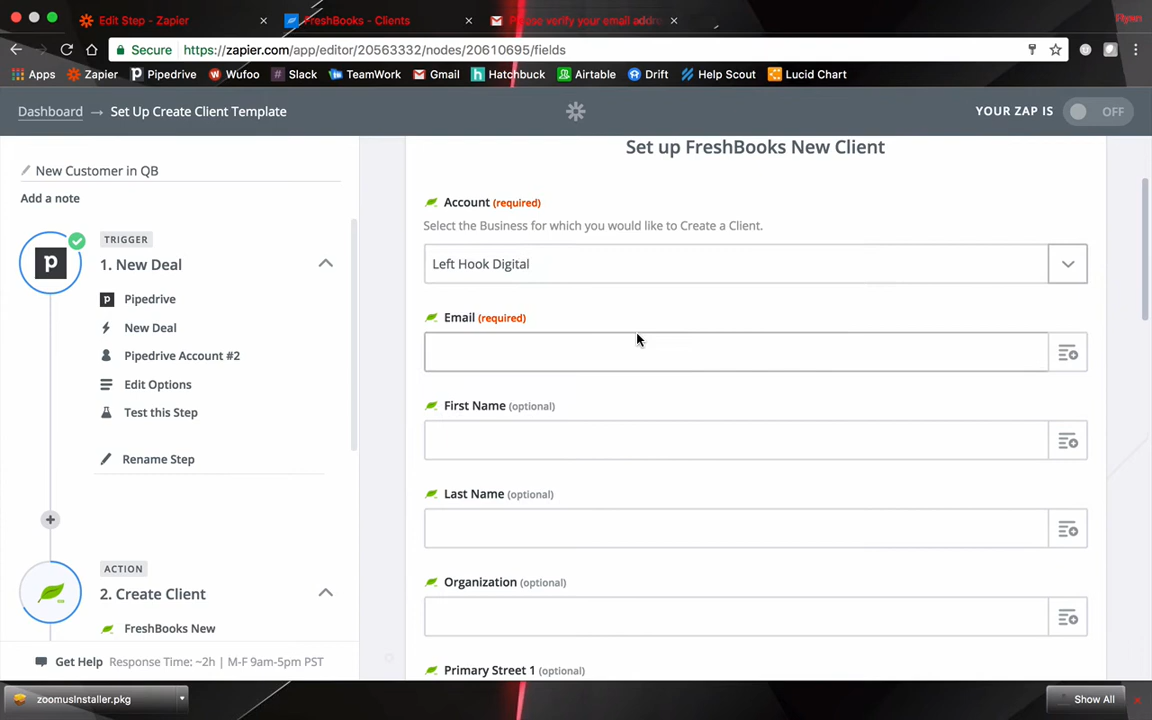 Edit Step - Zapier
FreshBooks - Clients
Please verify your email addre
Ryan
Secure https://zapier.com/app/editor/20563332/nodes/20610695/fields
Apps Zapier Pipedrive Wufoo Slack TeamWork Gmail Hatchbuck Airtable Drift Help Scout Lucid Chart
Dashboard → Set Up Create Client Template
YOUR ZAP IS OFF
New Customer in QB
Add a note
TRIGGER
1. New Deal
Pipedrive
New Deal
Pipedrive Account #2
Edit Options
Test this Step
Rename Step
ACTION
2. Create Client
FreshBooks New
Get Help Response Time: ~2h | M-F 9am-5pm PST
Set up FreshBooks New Client
Account (required)
Select the Business for which you would like to Create a Client.
Left Hook Digital
Email (required)
First Name (optional)
Last Name (optional)
Organization (optional)
Primary Street 1 (optional)
zoomusInstaller.pkg
Show All